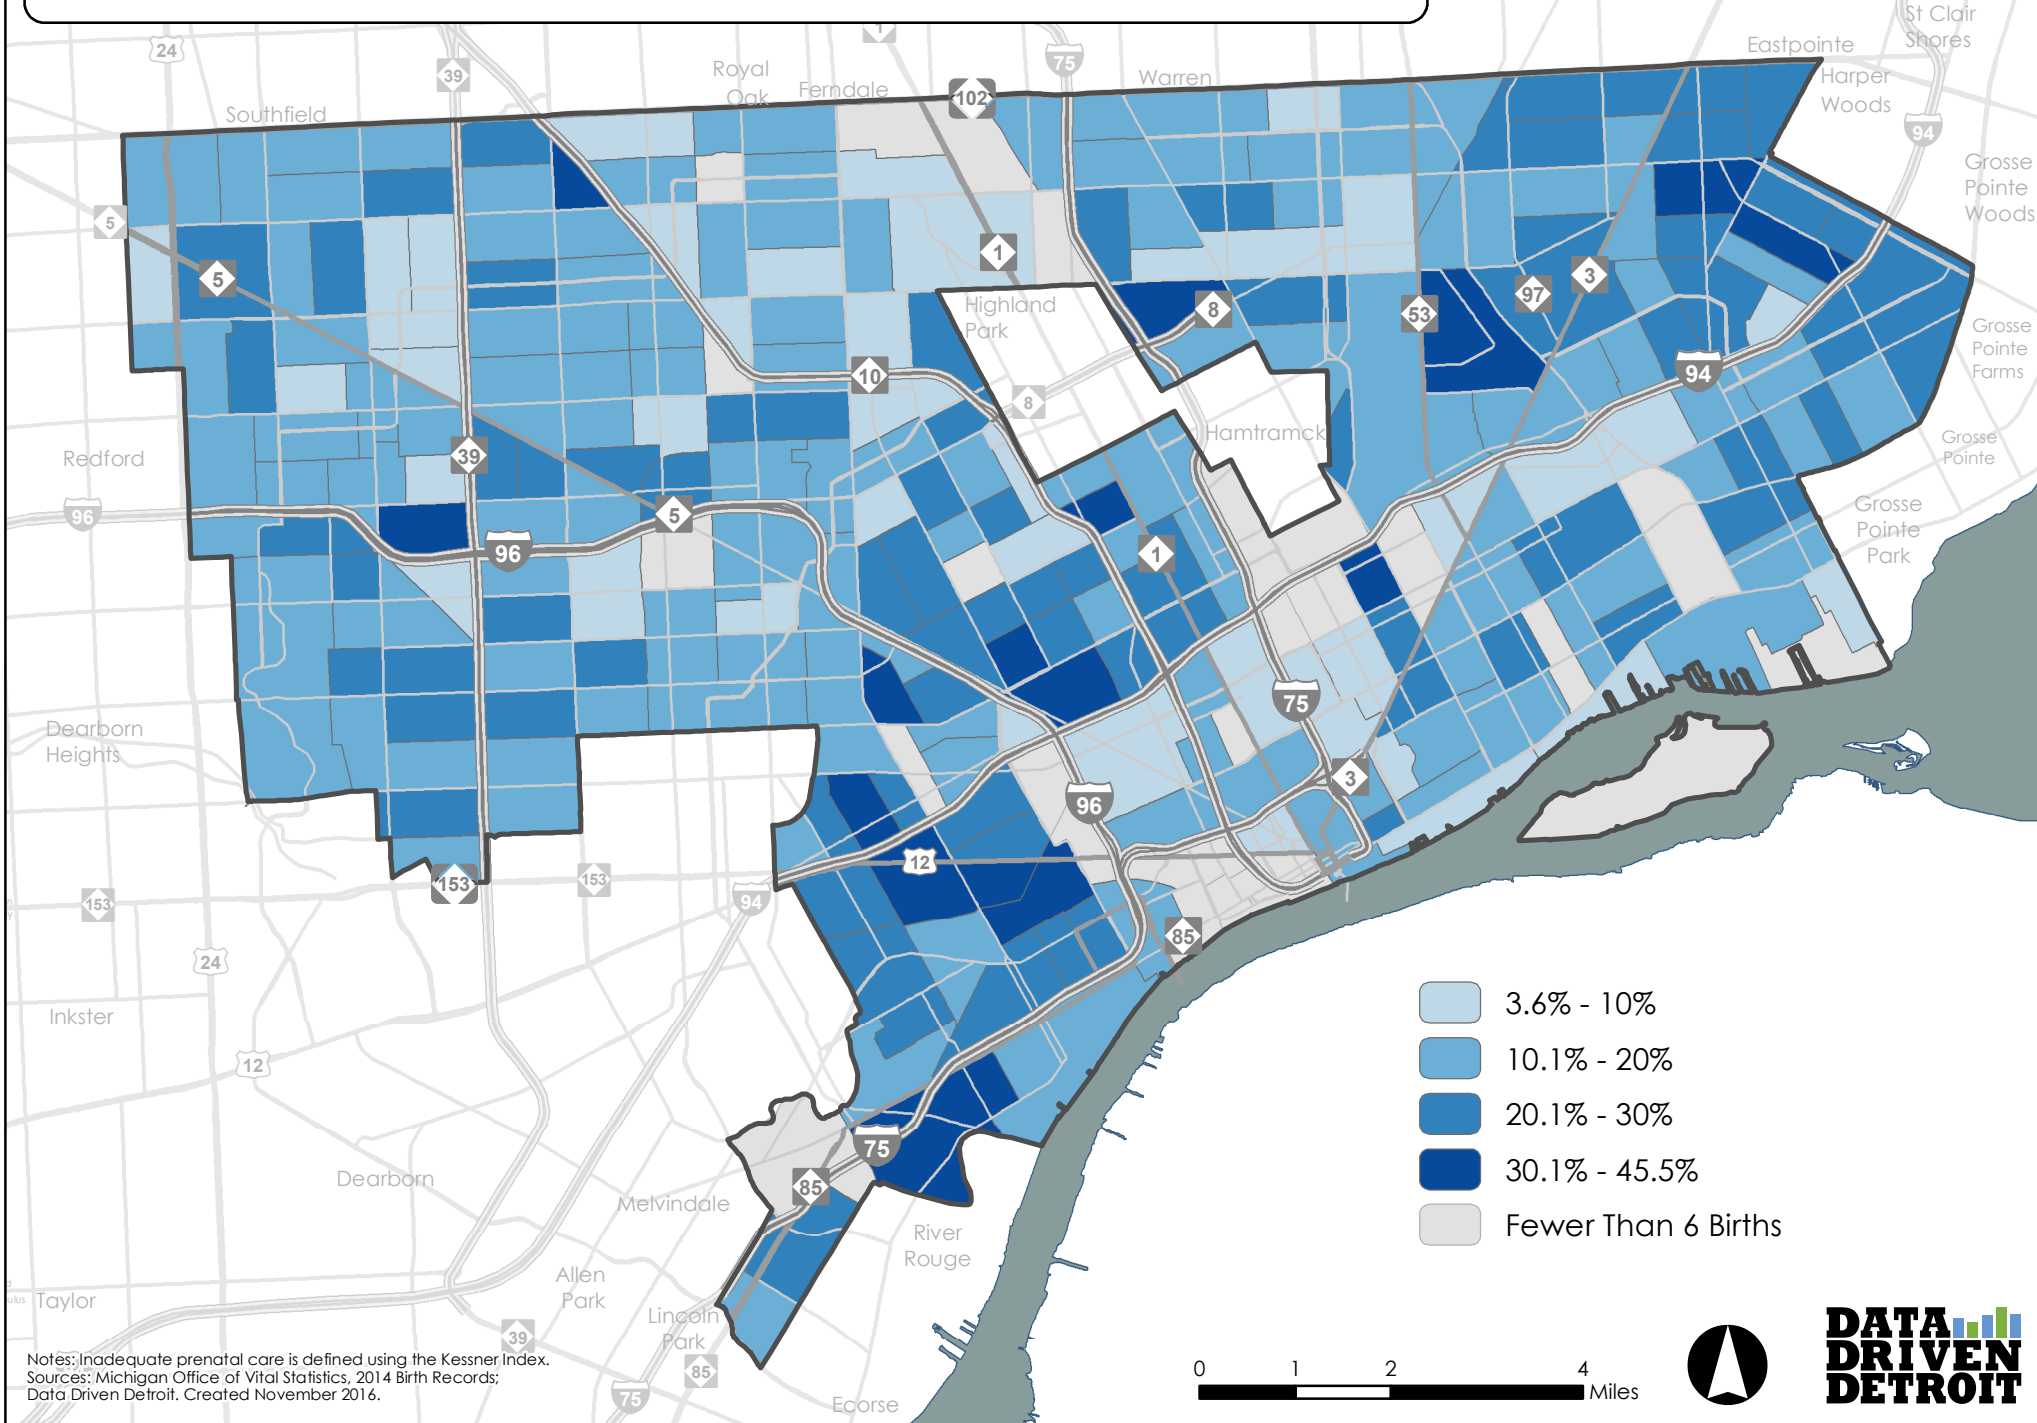 St Clair
Shores
Eastpointe
24
1
39
Royal
Oak
75
Warren
Harper
Woods
Ferndale
102
Southfield
94
Grosse
Pointe
Woods
5
5
1
Highland
Park
8
53
97
3
Grosse
Pointe
Farms
10
94
8
Hamtramck
Redford
39
Grosse
Pointe
96
5
96
1
Grosse
Pointe
Park
75
Dearborn
Heights
3
96
12
153
153
153
94
85
24
Inkster
12
3.6% - 10%
10.1% - 20%
20.1% - 30%
30.1% - 45.5%
Fewer Than 6 Births
75
85
Dearborn
Melvindale
River
Rouge
Allen
Park
Taylor
Lincoln
Park
39
85
75
Ecorse
Notes: Inadequate prenatal care is defined using the Kessner Index.
Sources: Michigan Office of Vital Statistics, 2014 Birth Records;
Data Driven Detroit. Created November 2016.
0 1 2 4
Miles
DATA
DRIVEN
DETROIT